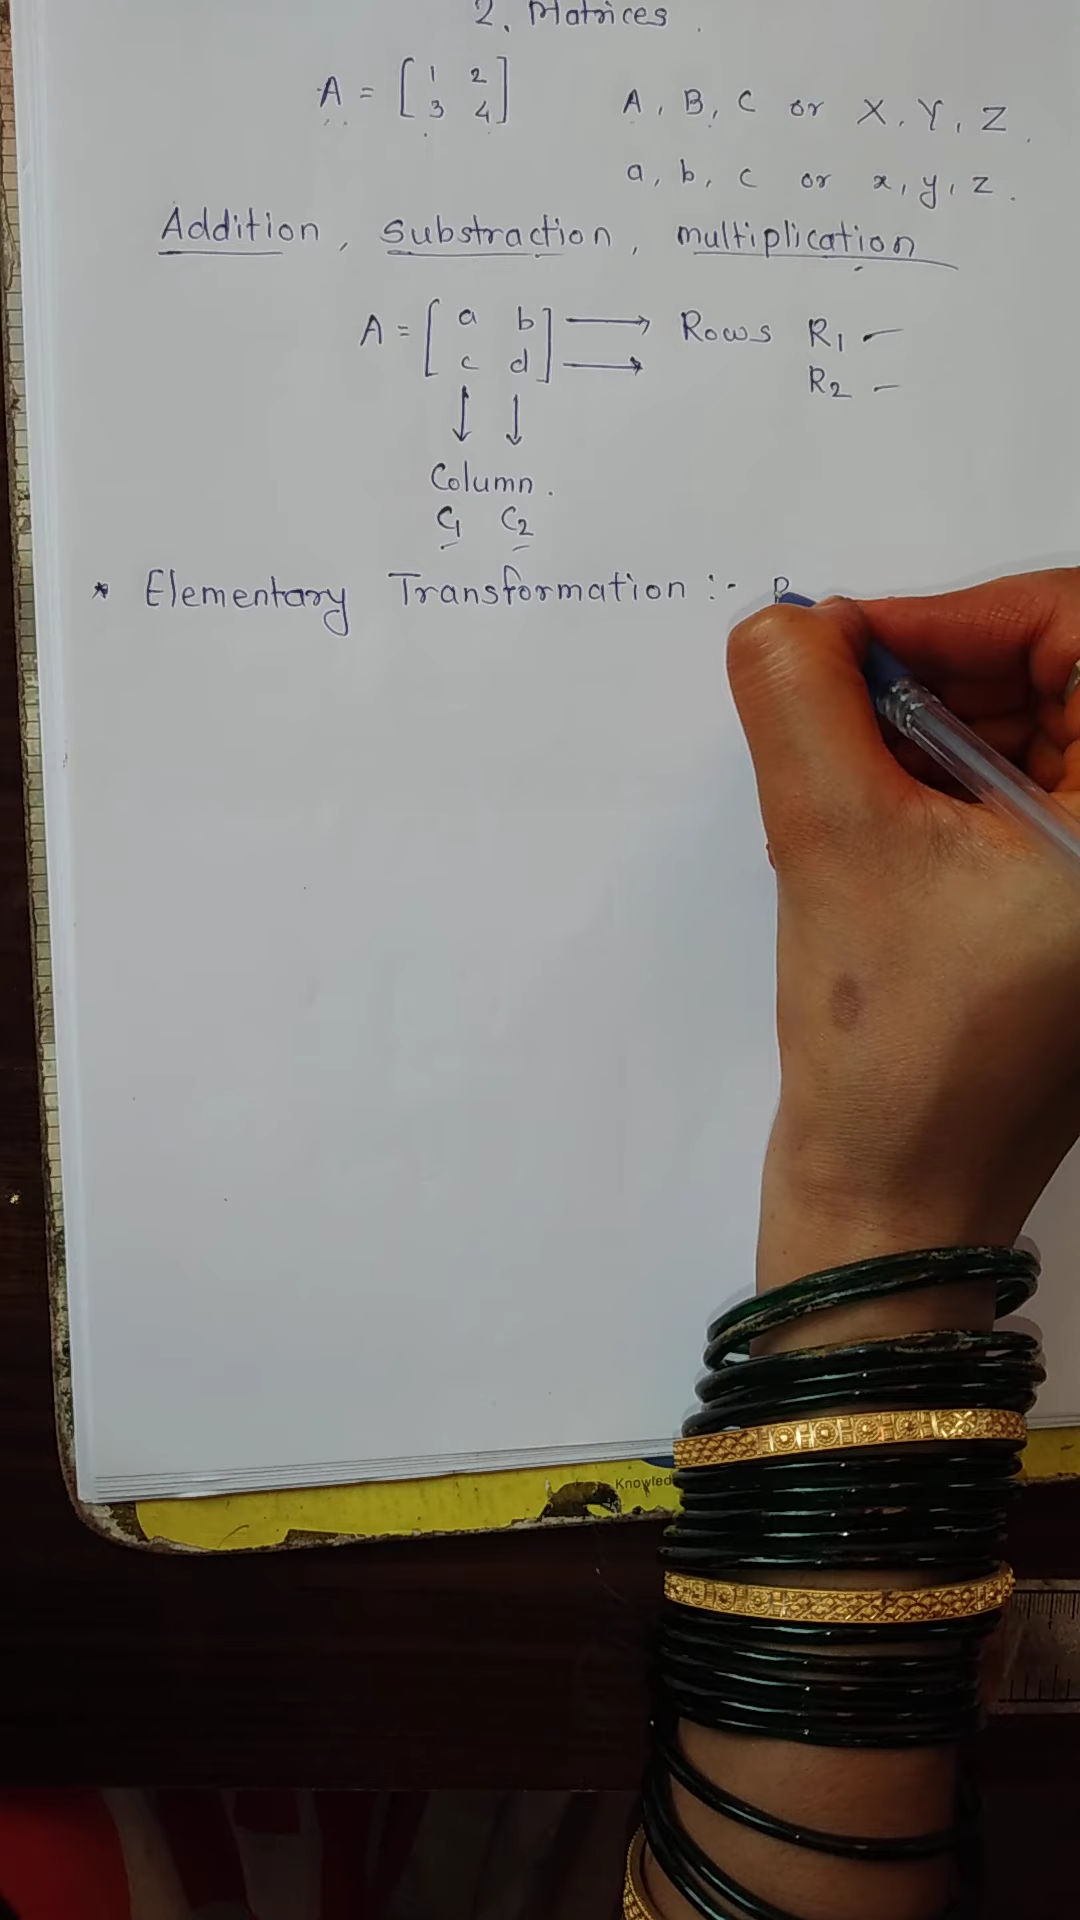 2. Matrices.
A = [1 2
3 4]
A, B, C or X, Y, Z.
a, b, c or x, y, z.
Addition, Substraction, multiplication
A = [a b
c d]
Rows R1 -
R2 -
Column.
C1 C2
* Elementary Transformation :-